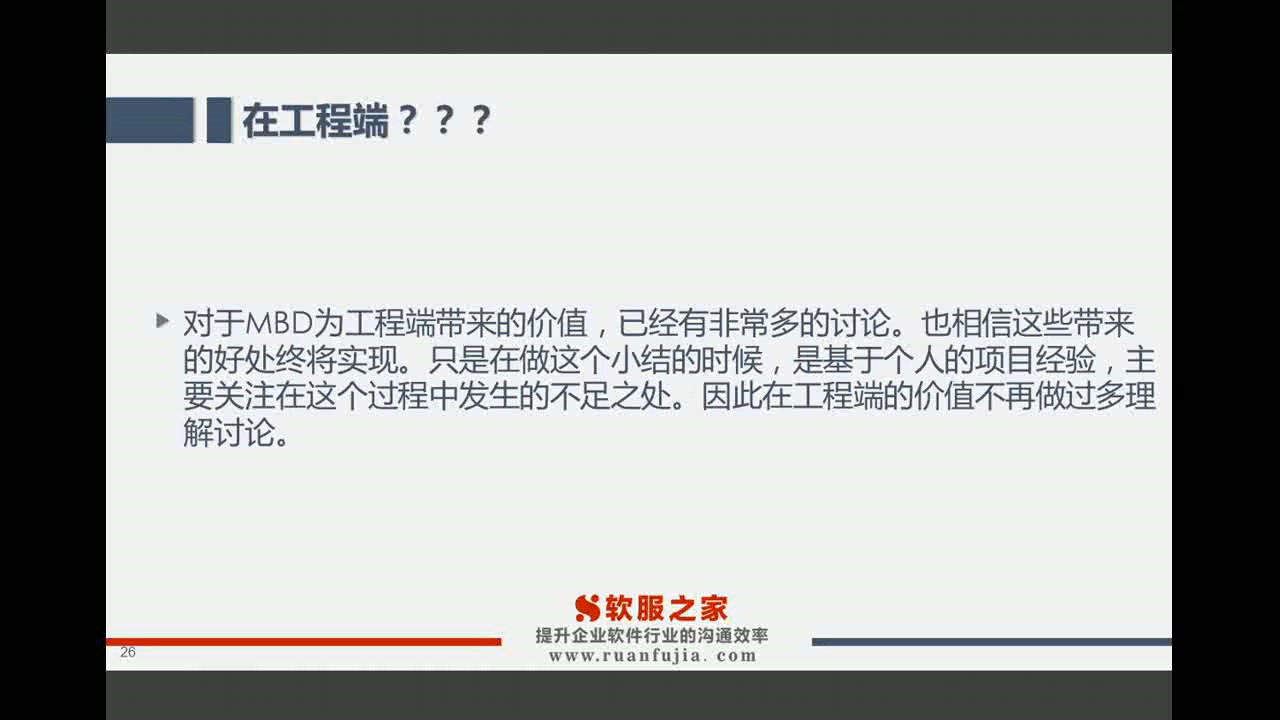 在工程端？？？
对于MBD为工程端带来的价值，已经有非常多的讨论。也相信这些带来
的好处终将实现。只是在做这个小结的时候，是基于个人的项目经验，主
要关注在这个过程中发生的不足之处。因此在工程端的价值不再做过多理
解讨论。
软服之家
提升企业软件行业的沟通效率
www.ruanfujia. com
26